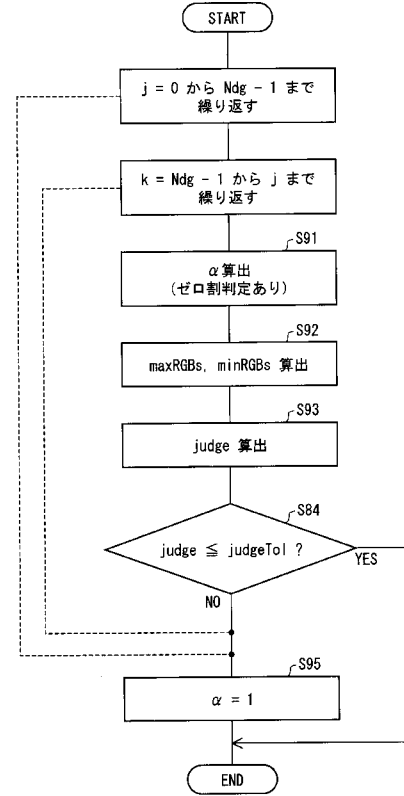 START
j = 0 から Ndg - 1 まで
繰り返す
k = Ndg - 1 から j まで
繰り返す
S91
α算出
(ゼロ割判定あり)
S92
maxRGBs, minRGBs 算出
S93
judge 算出
S84
judge ≦ judgeTol ?
YES
NO
S95
α = 1
END